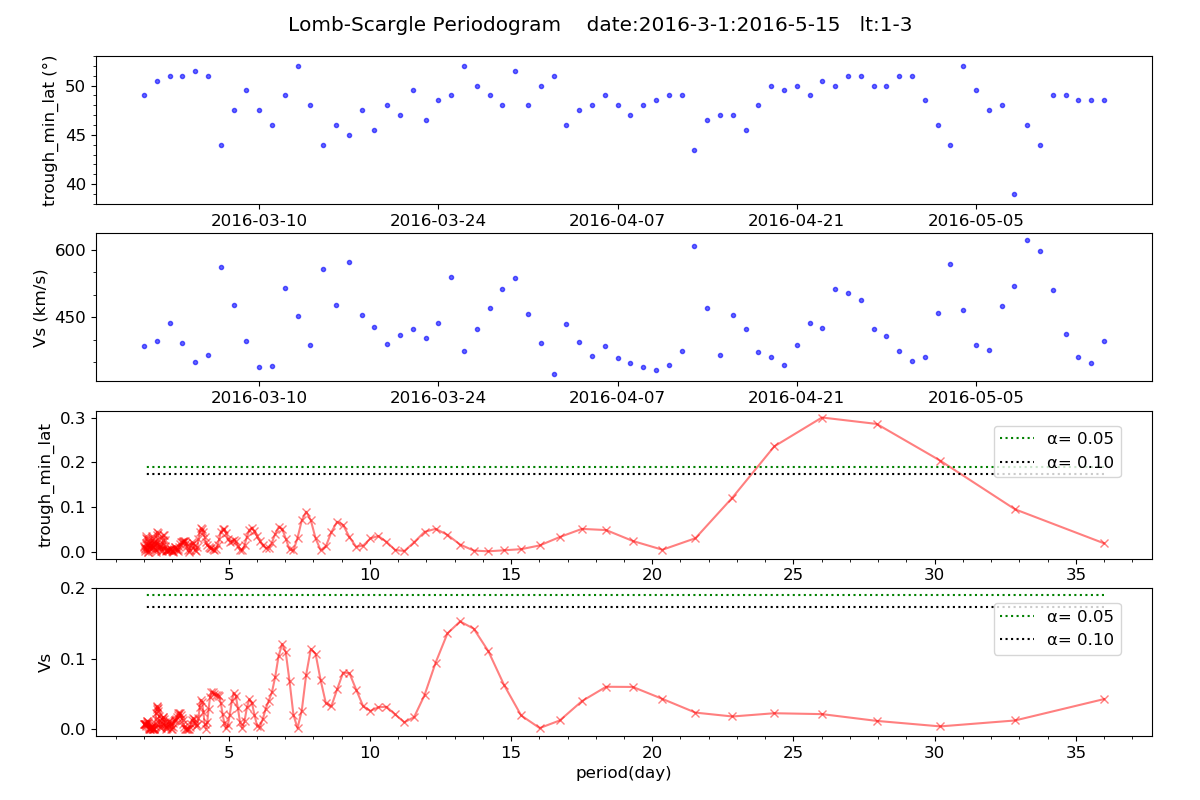 Lomb-Scargle Periodogram    date:2016-3-1:2016-5-15   lt:1-3
trough_min_lat (°)
50
45
40
2016-03-10 2016-03-24 2016-04-07 2016-04-21 2016-05-05
Vs (km/s)
600
450
2016-03-10 2016-03-24 2016-04-07 2016-04-21 2016-05-05
trough_min_lat
0.3
0.2
0.1
0.0
α= 0.05
α= 0.10
5 10 15 20 25 30 35
Vs
0.2
0.1
0.0
α= 0.05
α= 0.10
5 10 15 20 25 30 35
period(day)